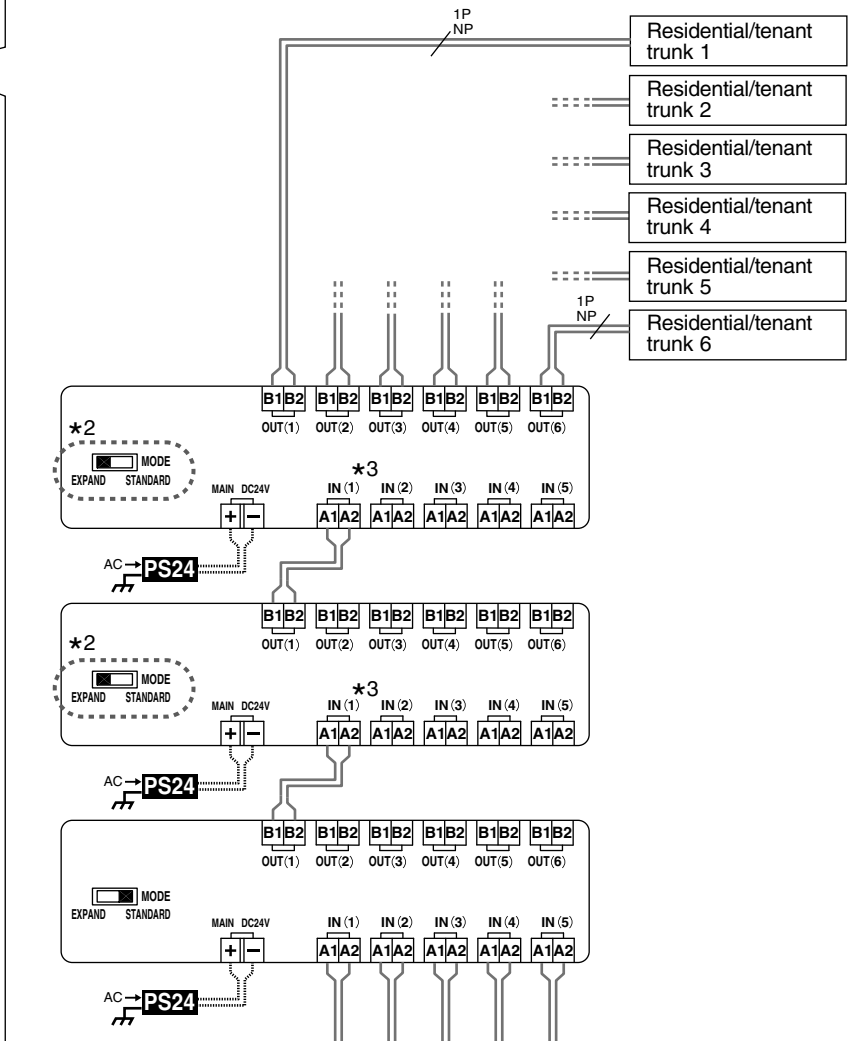 1P
NP
Residential/tenant
trunk 1
Residential/tenant
trunk 2
Residential/tenant
trunk 3
Residential/tenant
trunk 4
Residential/tenant
trunk 5
1P
NP
Residential/tenant
trunk 6
B1 B2 B1 B2 B1 B2 B1 B2 B1 B2 B1 B2
OUT(1) OUT(2) OUT(3) OUT(4) OUT(5) OUT(6)
*2
MODE
EXPAND STANDARD
*3
MAIN DC24V IN(1) IN(2) IN(3) IN(4) IN(5)
+ − A1 A2 A1 A2 A1 A2 A1 A2 A1 A2
AC→ PS24
B1 B2 B1 B2 B1 B2 B1 B2 B1 B2 B1 B2
OUT(1) OUT(2) OUT(3) OUT(4) OUT(5) OUT(6)
*2
MODE
EXPAND STANDARD
*3
MAIN DC24V IN(1) IN(2) IN(3) IN(4) IN(5)
+ − A1 A2 A1 A2 A1 A2 A1 A2 A1 A2
AC→ PS24
B1 B2 B1 B2 B1 B2 B1 B2 B1 B2 B1 B2
OUT(1) OUT(2) OUT(3) OUT(4) OUT(5) OUT(6)
MODE
EXPAND STANDARD
MAIN DC24V IN(1) IN(2) IN(3) IN(4) IN(5)
+ − A1 A2 A1 A2 A1 A2 A1 A2 A1 A2
AC→ PS24